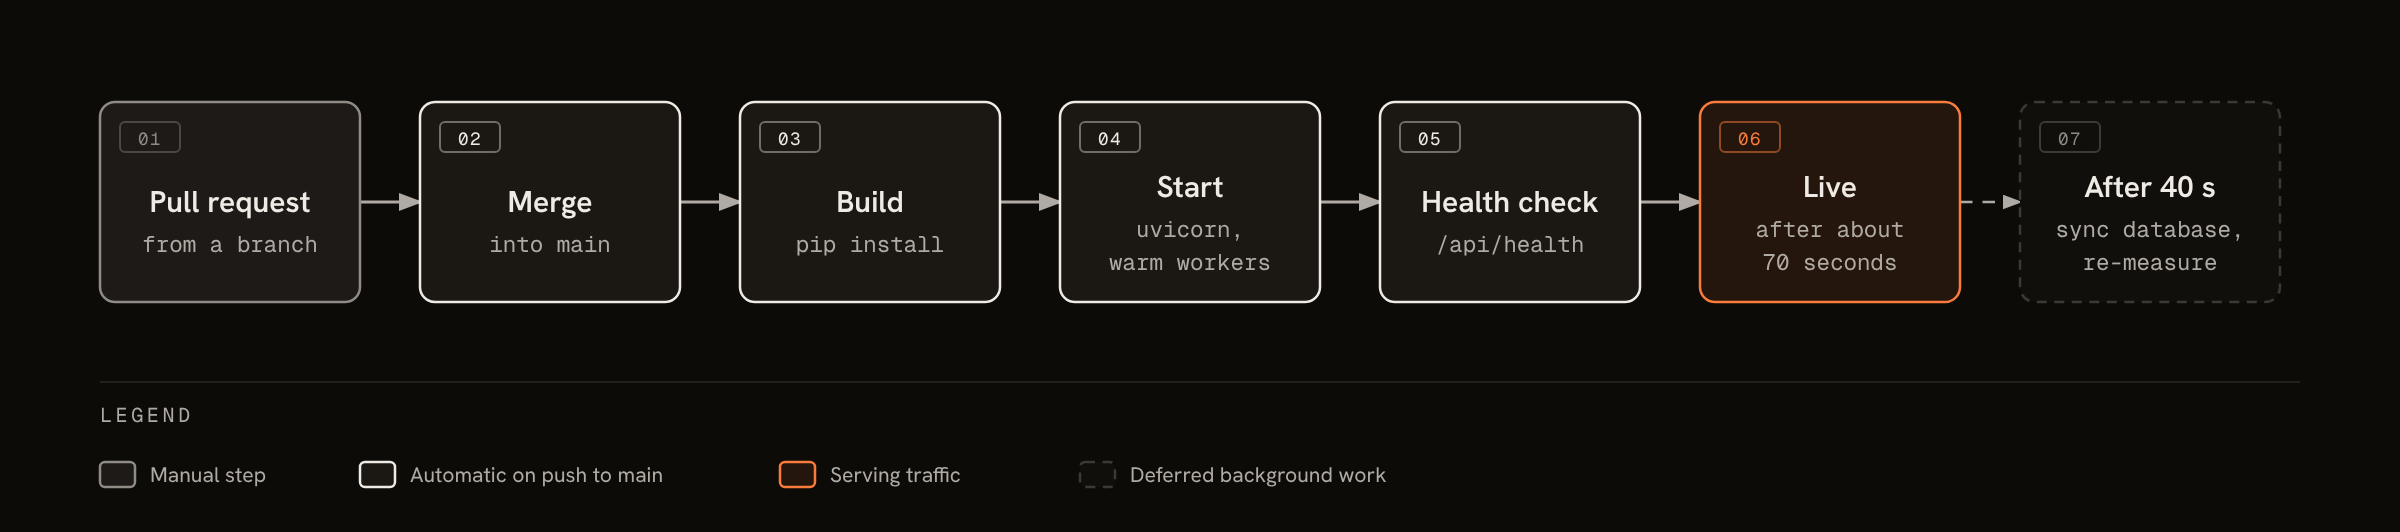 01
Pull request
from a branch
02
Merge
into main
03
Build
pip install
04
Start
uvicorn,
warm workers
05
Health check
/api/health
06
Live
after about
70 seconds
07
After 40 s
sync database,
re-measure
LEGEND
Manual step
Automatic on push to main
Serving traffic
Deferred background work